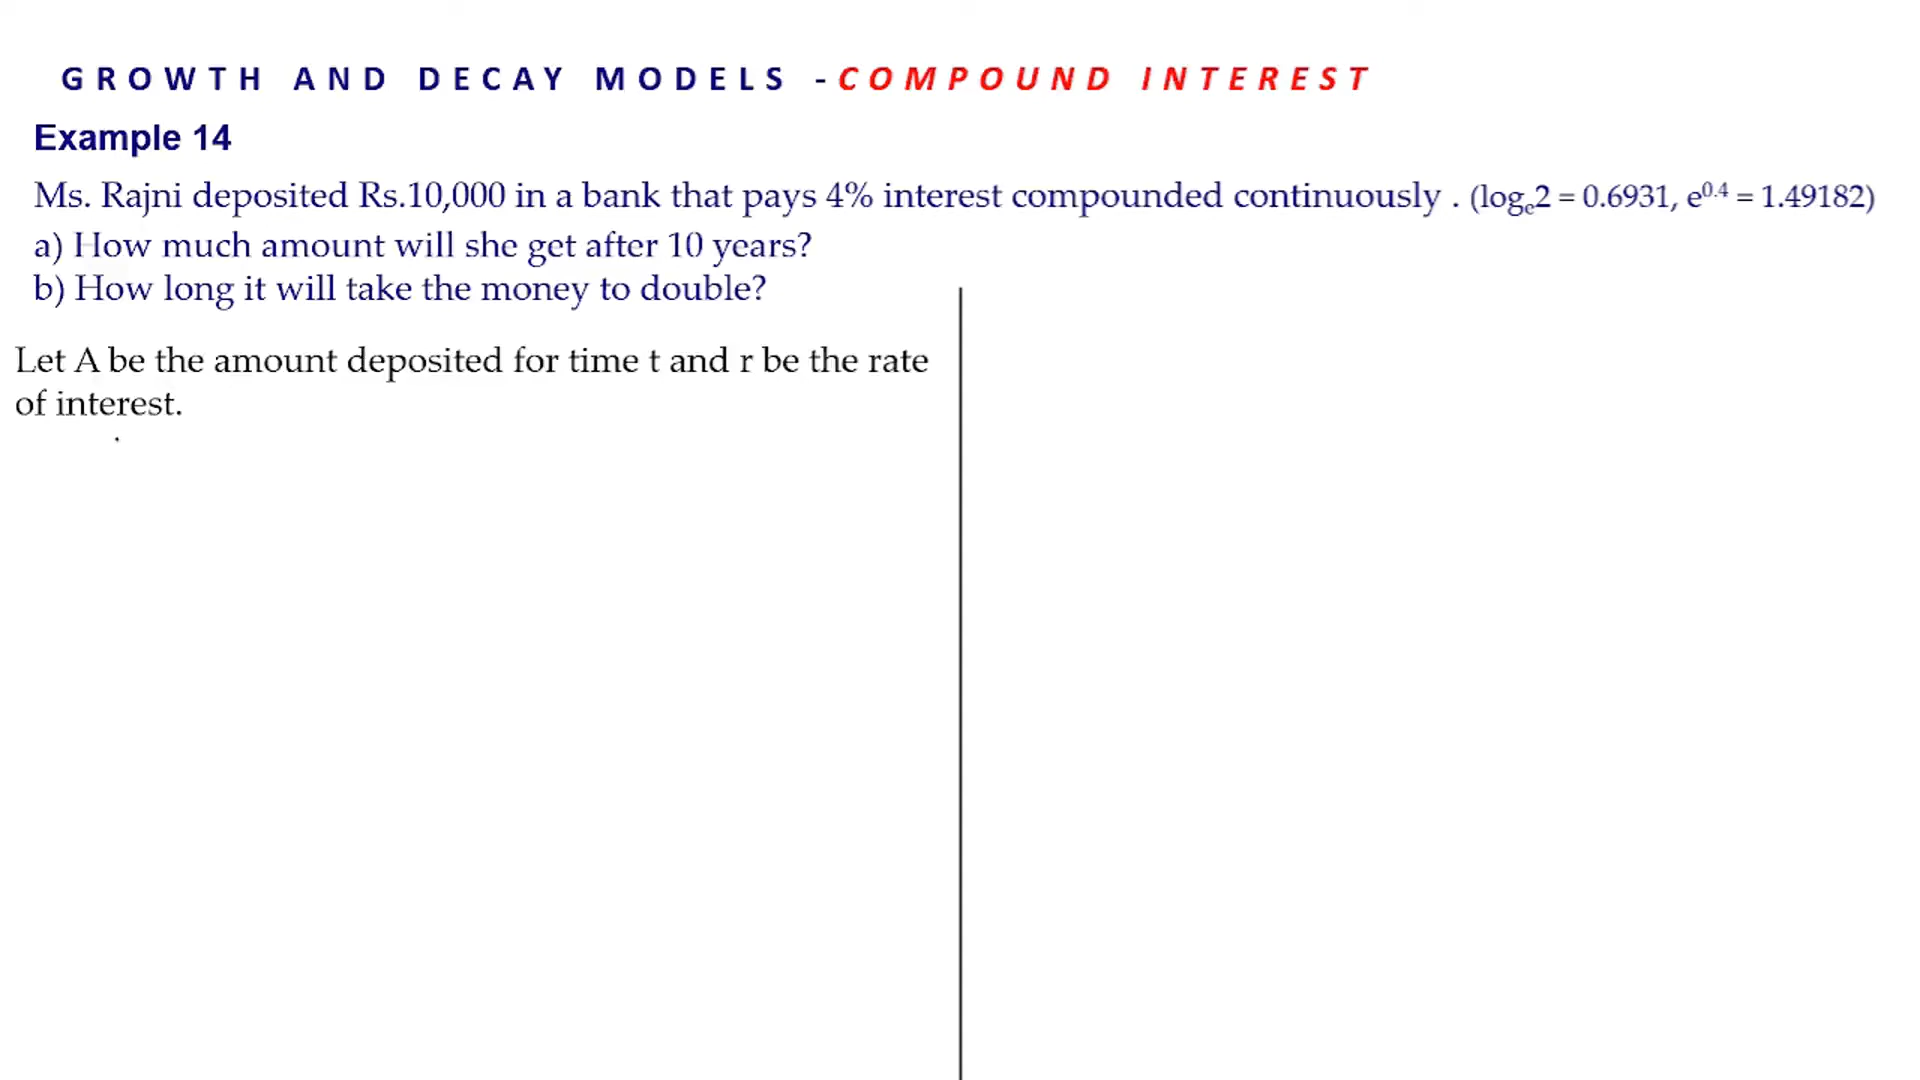 GROWTH AND DECAY MODELS -COMPOUND INTEREST
Example 14
Ms. Rajni deposited Rs.10,000 in a bank that pays 4% interest compounded continuously . (logₑ2 = 0.6931, e⁰·⁴ = 1.49182)
a) How much amount will she get after 10 years?
b) How long it will take the money to double?
Let A be the amount deposited for time t and r be the rate
of interest.